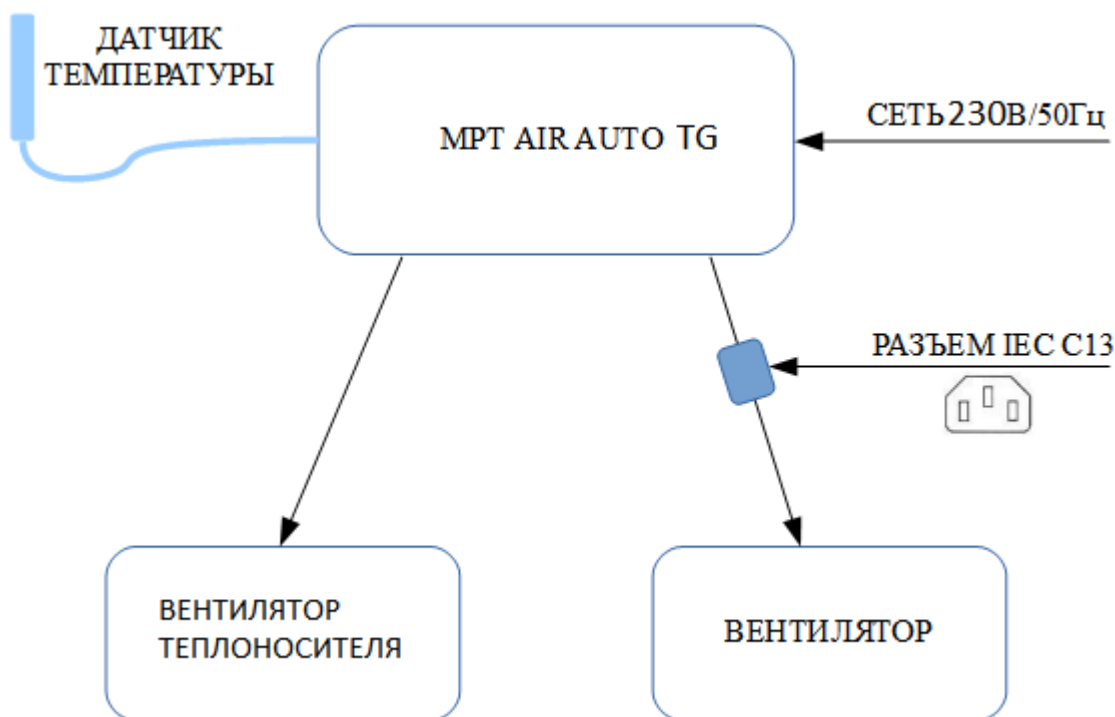 ДАТЧИК
ТЕМПЕРАТУРЫ
МРТ AIR AUTO TG
СЕТЬ 230В/50Гц
РАЗЪЕМ IEC C13
ВЕНТИЛЯТОР
ТЕПЛОНОСИТЕЛЯ
ВЕНТИЛЯТОР